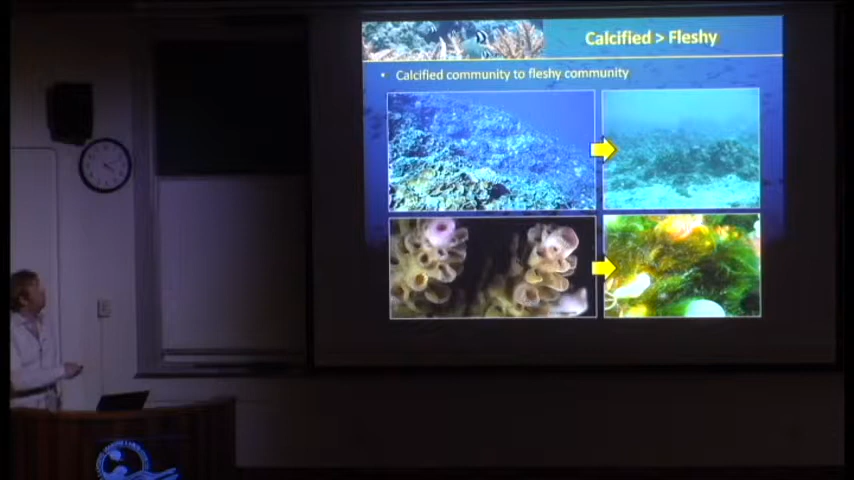 Calcified > Fleshy
• Calcified community to fleshy community